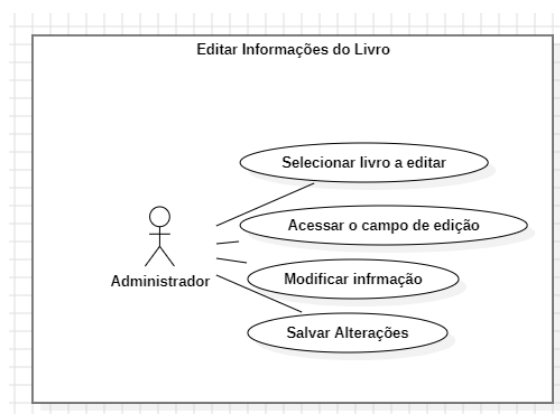 Editar Informações do Livro
Selecionar livro a editar
Acessar o campo de edição
Modificar infrmação
Administrador
Salvar Alterações